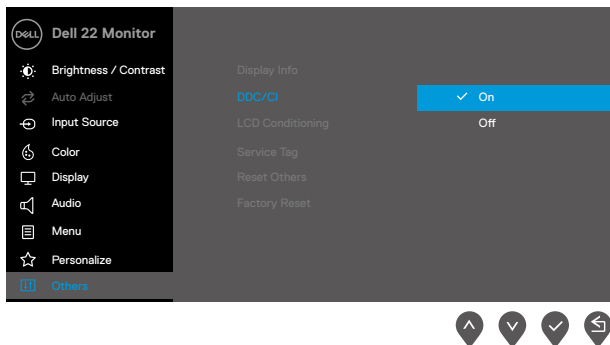 DELL Dell 22 Monitor
Brightness / Contrast
Auto Adjust
Input Source
Color
Display
Audio
Menu
Personalize
Others
Display Info
DDC/CI
LCD Conditioning
Service Tag
Reset Others
Factory Reset
On
Off